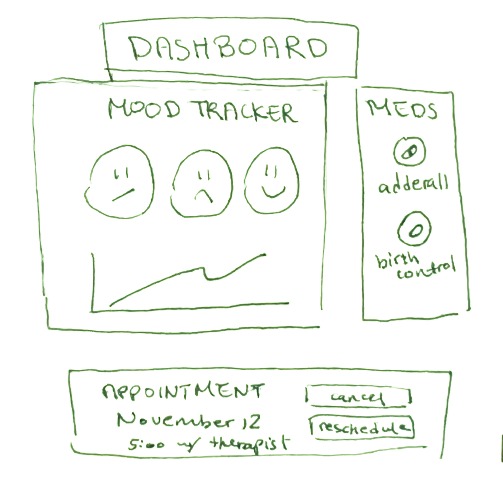 DASHBOARD
MOOD TRACKER
MEDS
adderall
birth
control
APPOINTMENT
November 12
5:00 w/ therapist
cancel
reschedule